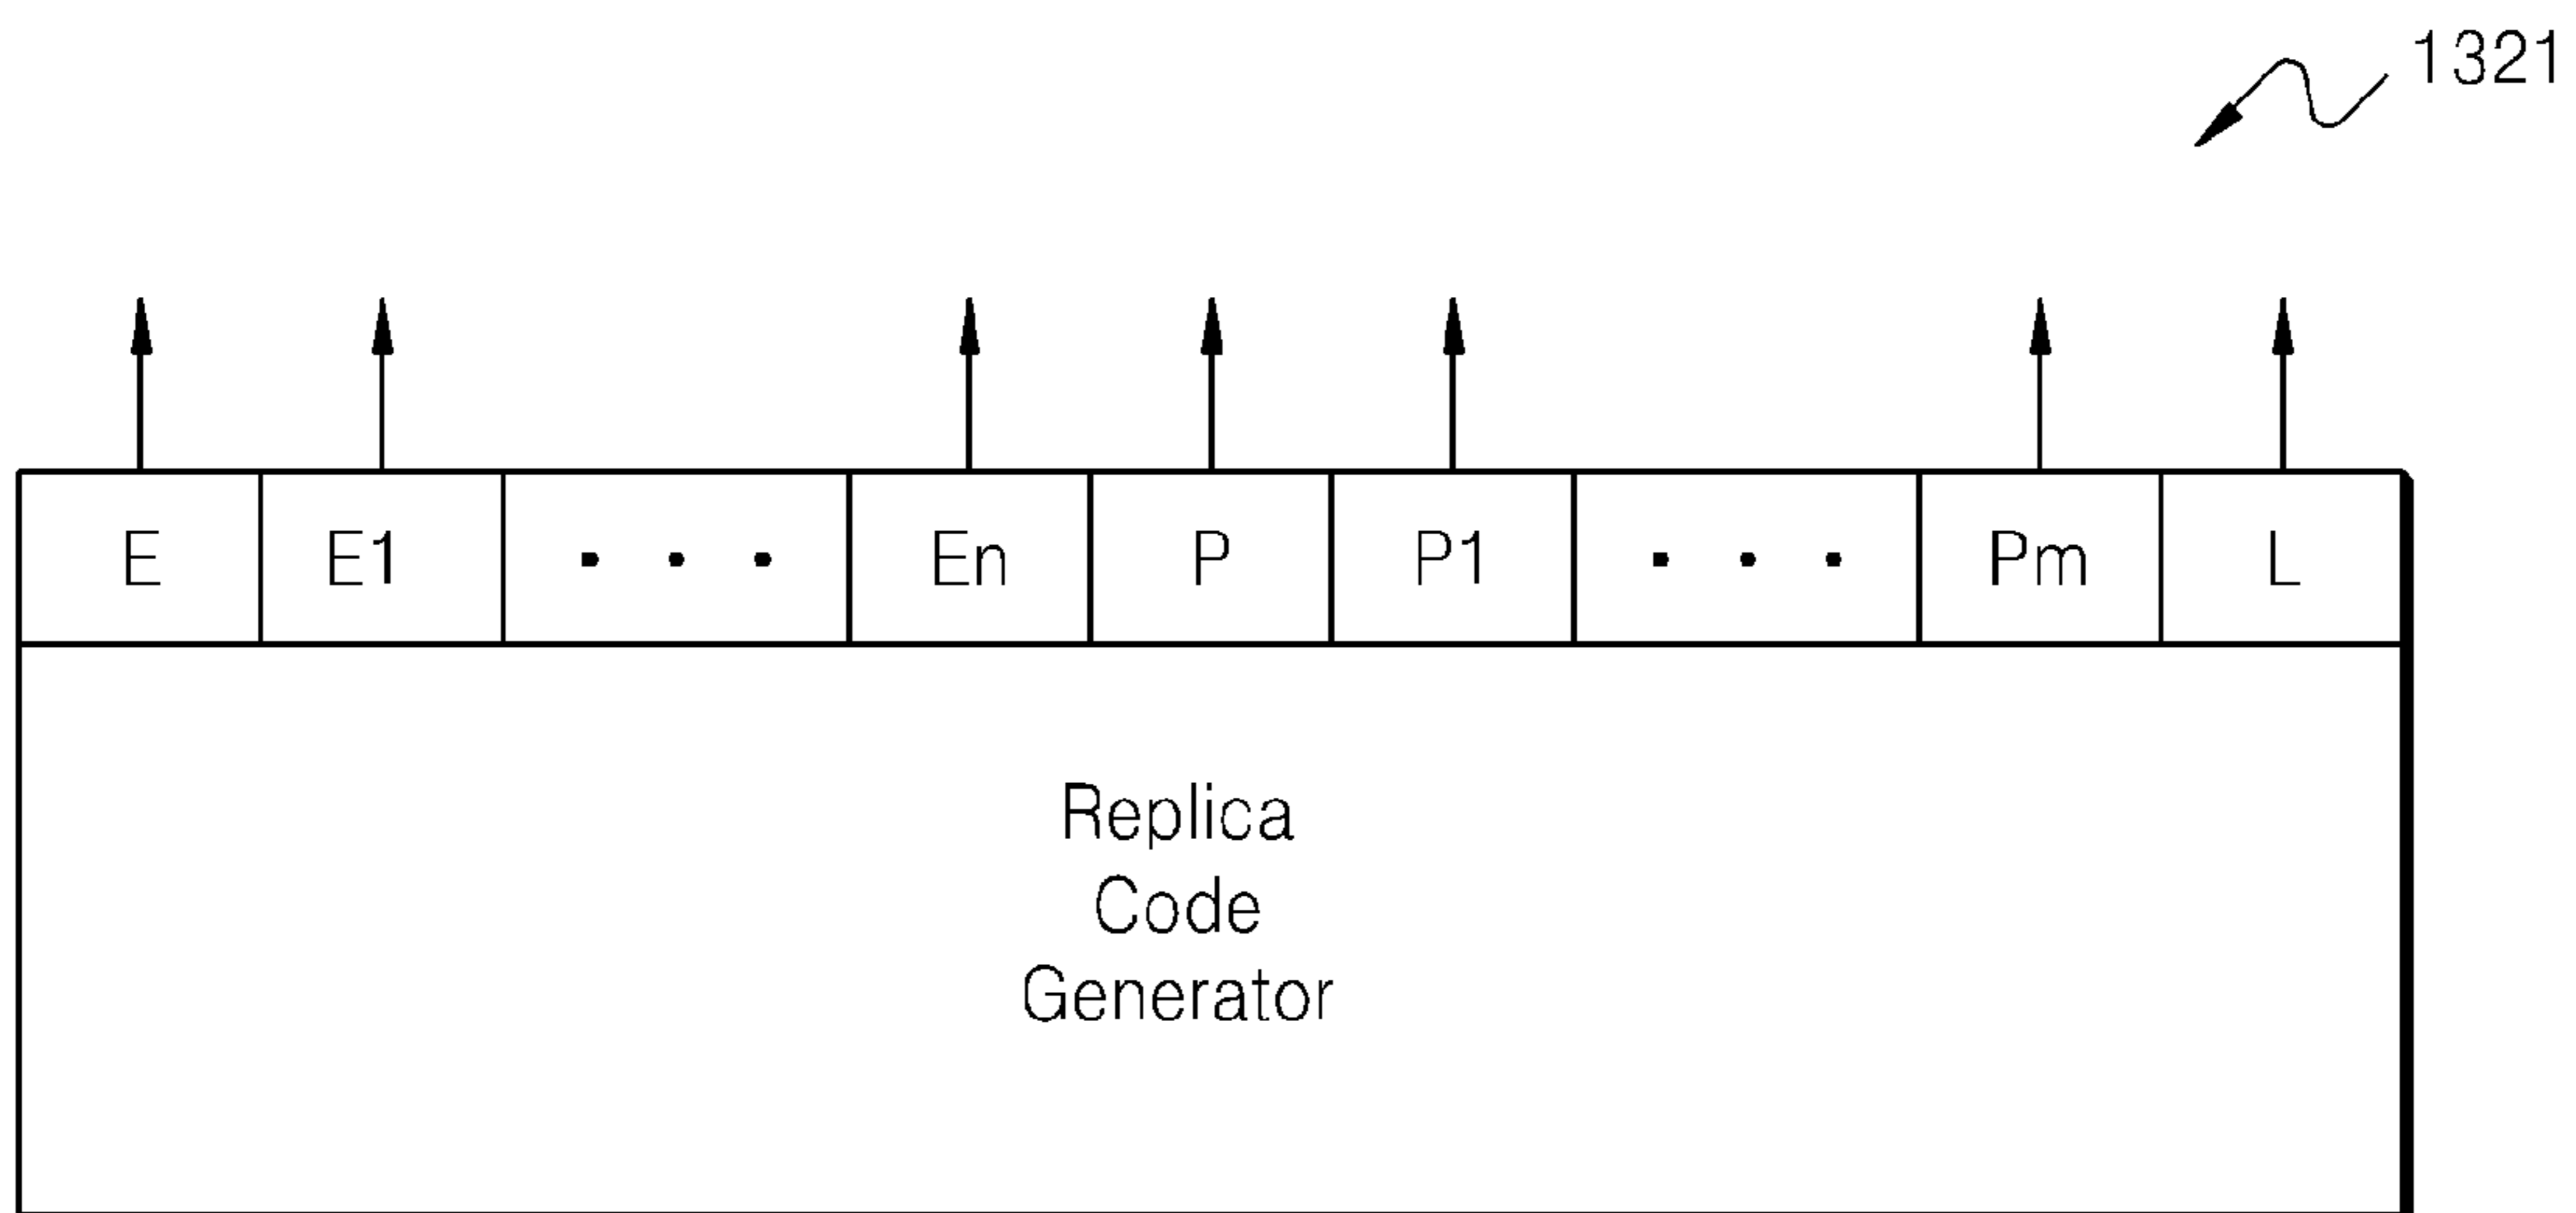 1321
E E1 • • • En P P1 • • • Pm L
Replica
Code
Generator